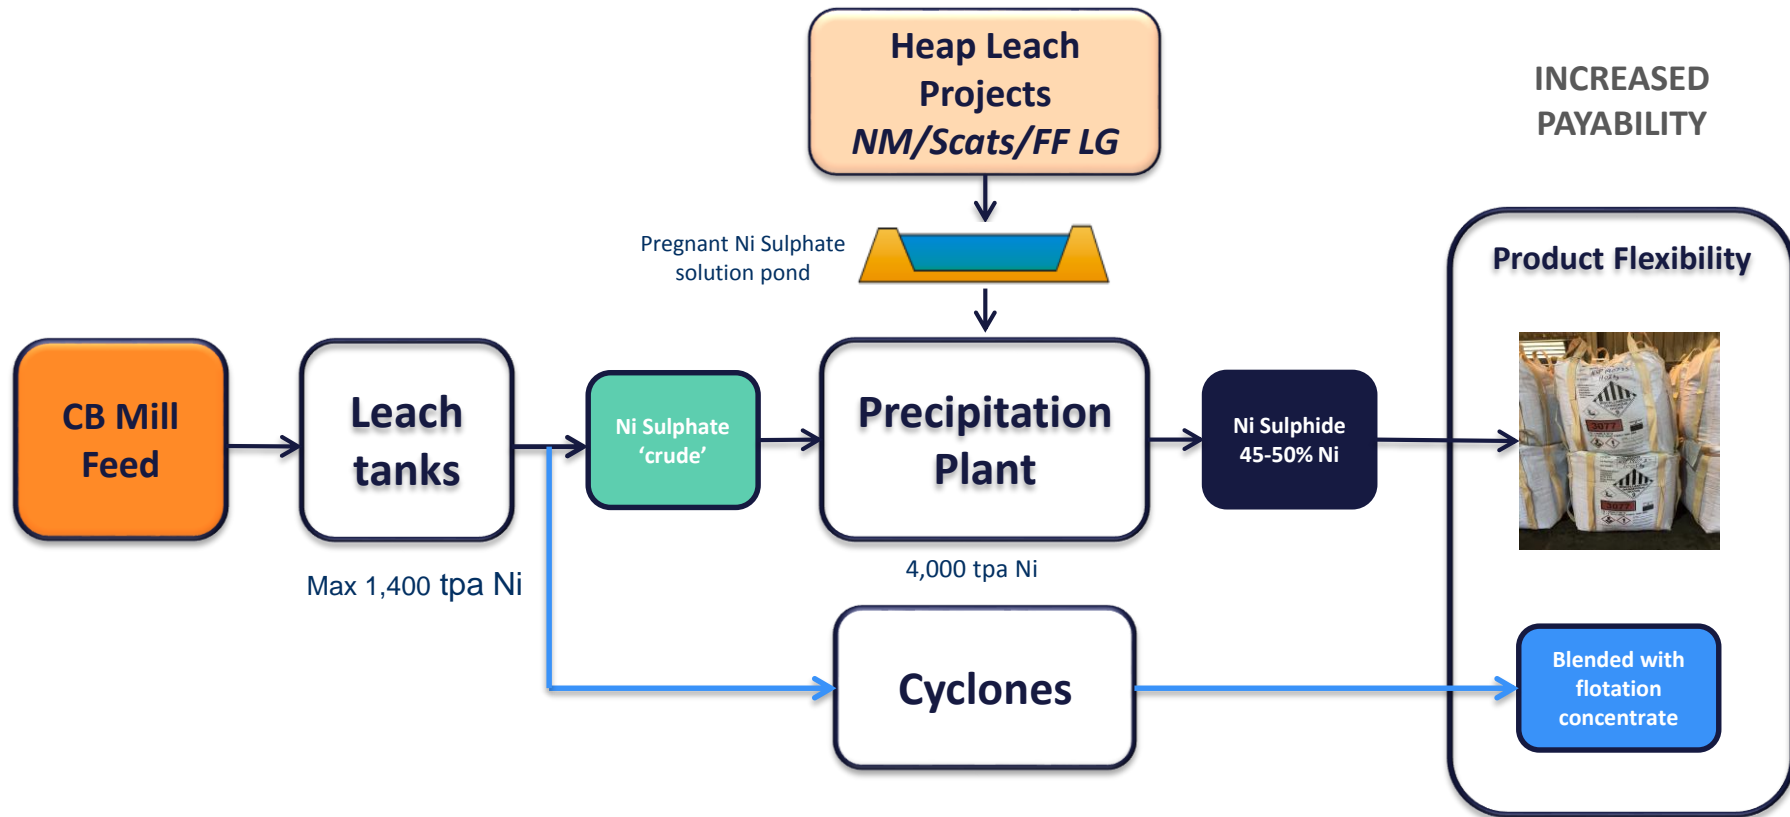 Heap Leach
Projects
NM/Scats/FF LG
INCREASED
PAYABILITY
Pregnant Ni Sulphate
solution pond
Product Flexibility
CB Mill
Feed
Leach
tanks
Ni Sulphate
‘crude’
Precipitation
Plant
Ni Sulphide
45-50% Ni
3077
3077
Max 1,400 tpa Ni
4,000 tpa Ni
Cyclones
Blended with
flotation
concentrate